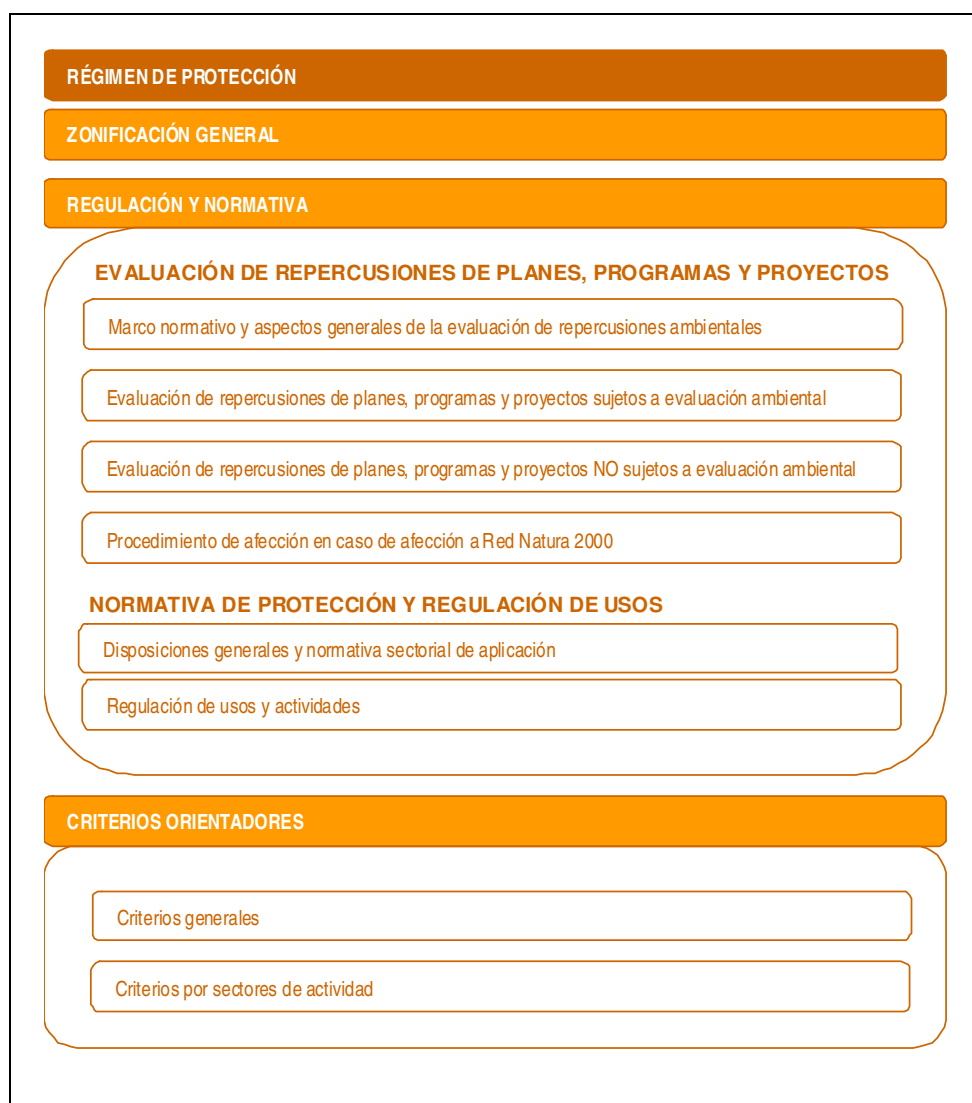 RÉGIMEN DE PROTECCIÓN
ZONIFICACIÓN GENERAL
REGULACIÓN Y NORMATIVA
EVALUACIÓN DE REPERCUSIONES DE PLANES, PROGRAMAS Y PROYECTOS
Marco normativo y aspectos generales de la evaluación de repercusiones ambientales
Evaluación de repercusiones de planes, programas y proyectos sujetos a evaluación ambiental
Evaluación de repercusiones de planes, programas y proyectos NO sujetos a evaluación ambiental
Procedimiento de afección en caso de afección a Red Natura 2000
NORMATIVA DE PROTECCIÓN Y REGULACIÓN DE USOS
Disposiciones generales y normativa sectorial de aplicación
Regulación de usos y actividades
CRITERIOS ORIENTADORES
Criterios generales
Criterios por sectores de actividad